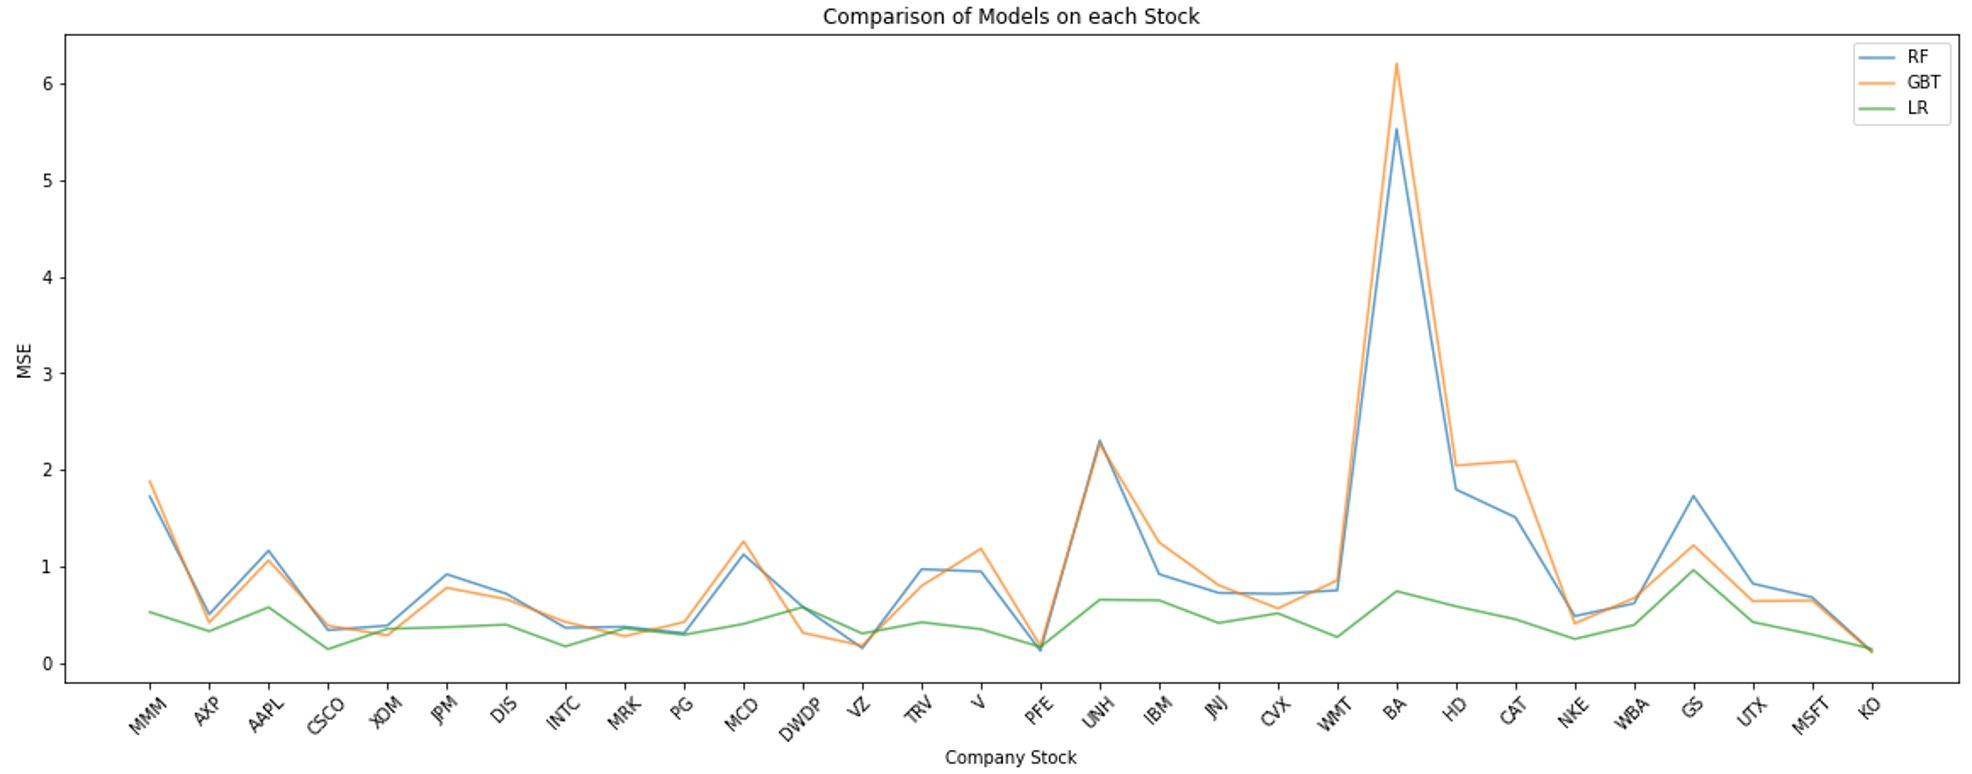 Comparison of Models on each Stock
RF
GBT
LR
MSE
6
5
4
3
2
1
0
MMM
AXP
AAPL
CSCO
XOM
JPM
DIS
INTC
MRK
PG
MCD
DWDP
VZ
TRV
V
PFE
UNH
IBM
JNJ
CVX
WMT
BA
HD
CAT
NKE
WBA
GS
UTX
MSFT
KO
Company Stock